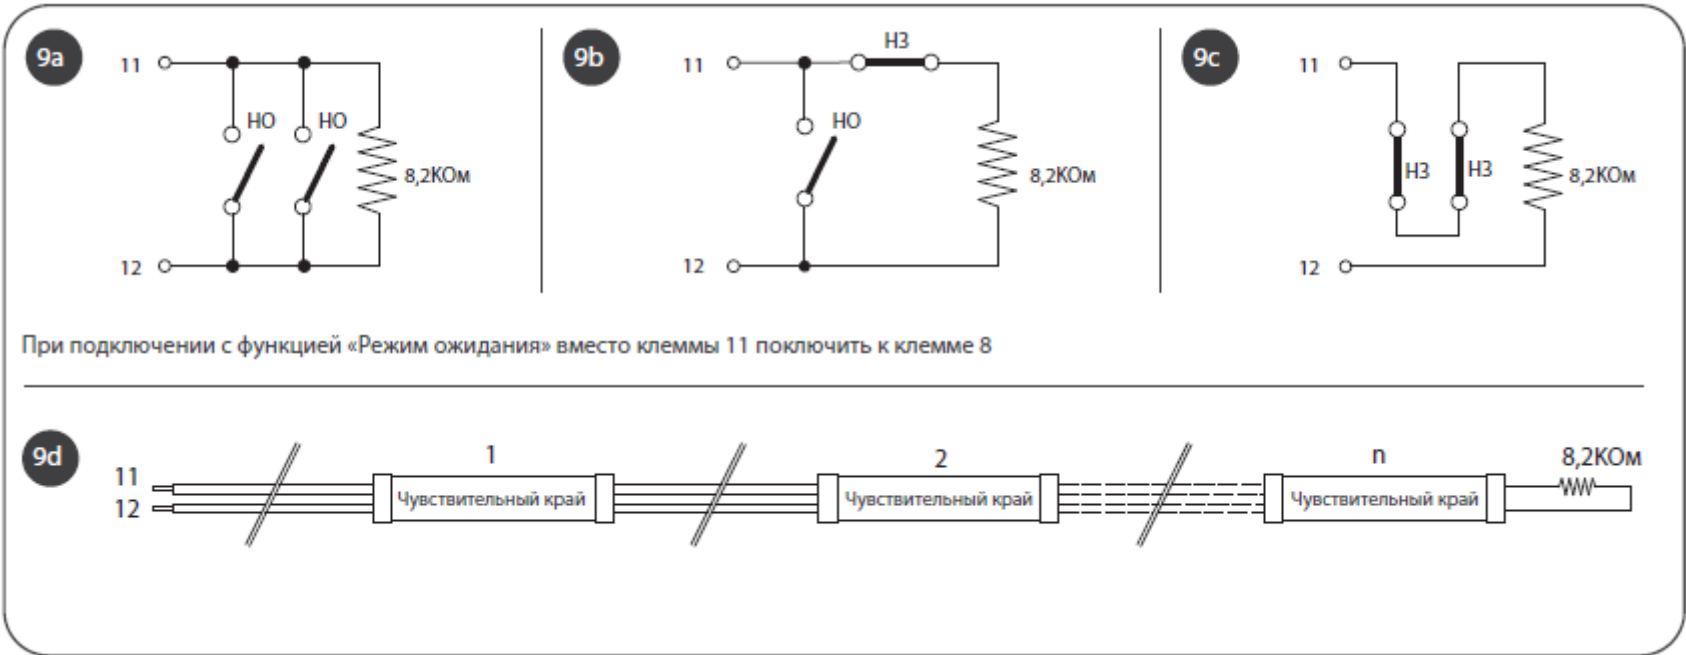 9a
11
НО
НО
8,2КОм
12
9b
11
НЗ
НО
8,2КОм
12
9c
11
НЗ
НЗ
8,2КОм
12
При подключении с функцией «Режим ожидания» вместо клеммы 11 поключить к клемме 8
9d
11
12
1
Чувствительный край
2
Чувствительный край
n
Чувствительный край
8,2КОм